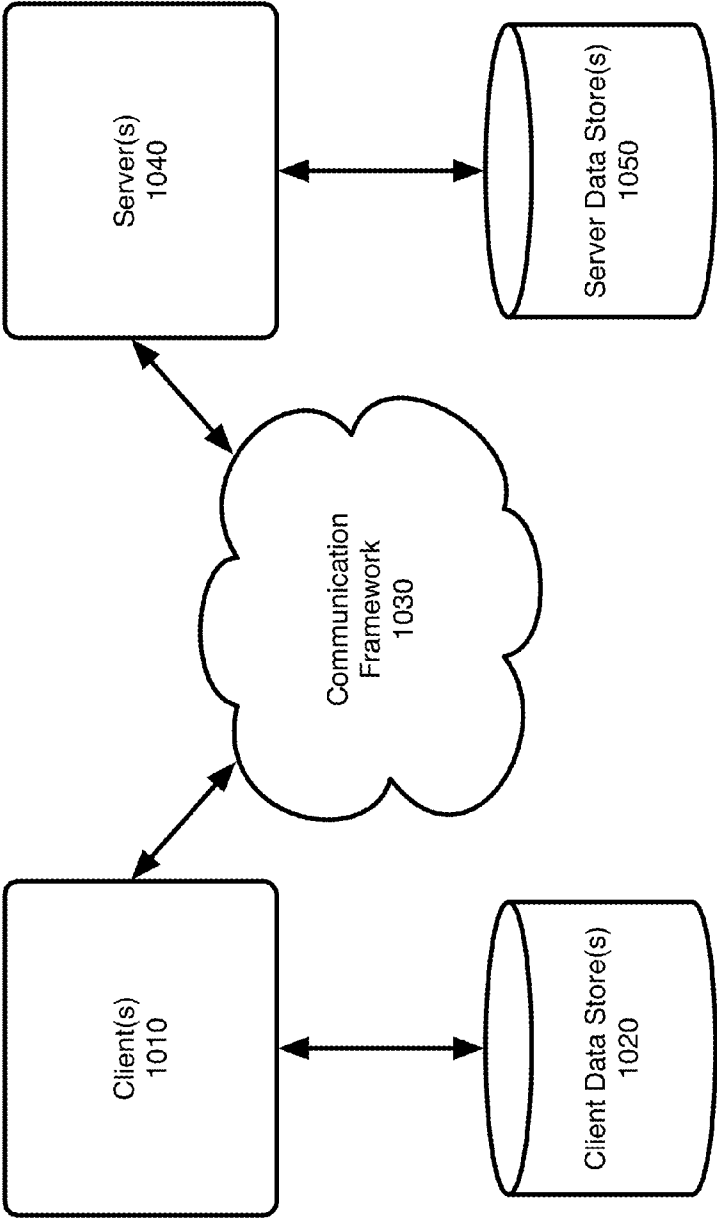 Client(s)
1010
Client Data Store(s)
1020
Communication
Framework
1030
Server(s)
1040
Server Data Store(s)
1050